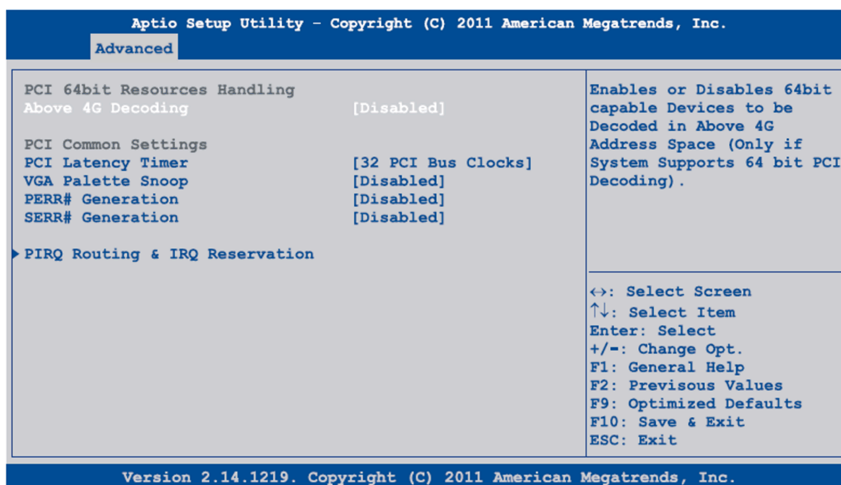 Aptio Setup Utility – Copyright (C) 2011 American Megatrends, Inc.
Advanced
PCI 64bit Resources Handling
Above 4G Decoding [Disabled]
PCI Common Settings
PCI Latency Timer [32 PCI Bus Clocks]
VGA Palette Snoop [Disabled]
PERR# Generation [Disabled]
SERR# Generation [Disabled]
PIRQ Routing & IRQ Reservation
Enables or Disables 64bit
capable Devices to be
Decoded in Above 4G
Address Space (Only if
System Supports 64 bit PCI
Decoding).
↔: Select Screen
↑↓: Select Item
Enter: Select
+/-: Change Opt.
F1: General Help
F2: Previsous Values
F9: Optimized Defaults
F10: Save & Exit
ESC: Exit
Version 2.14.1219. Copyright (C) 2011 American Megatrends, Inc.